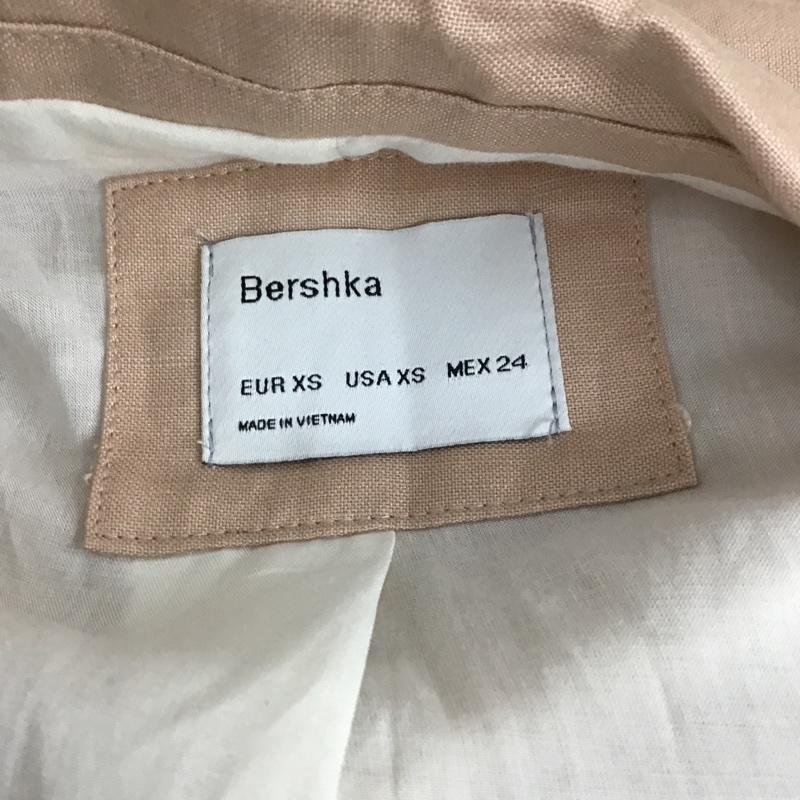 Bershka
EUR XS USA XS MEX 24
MADE IN VIETNAM